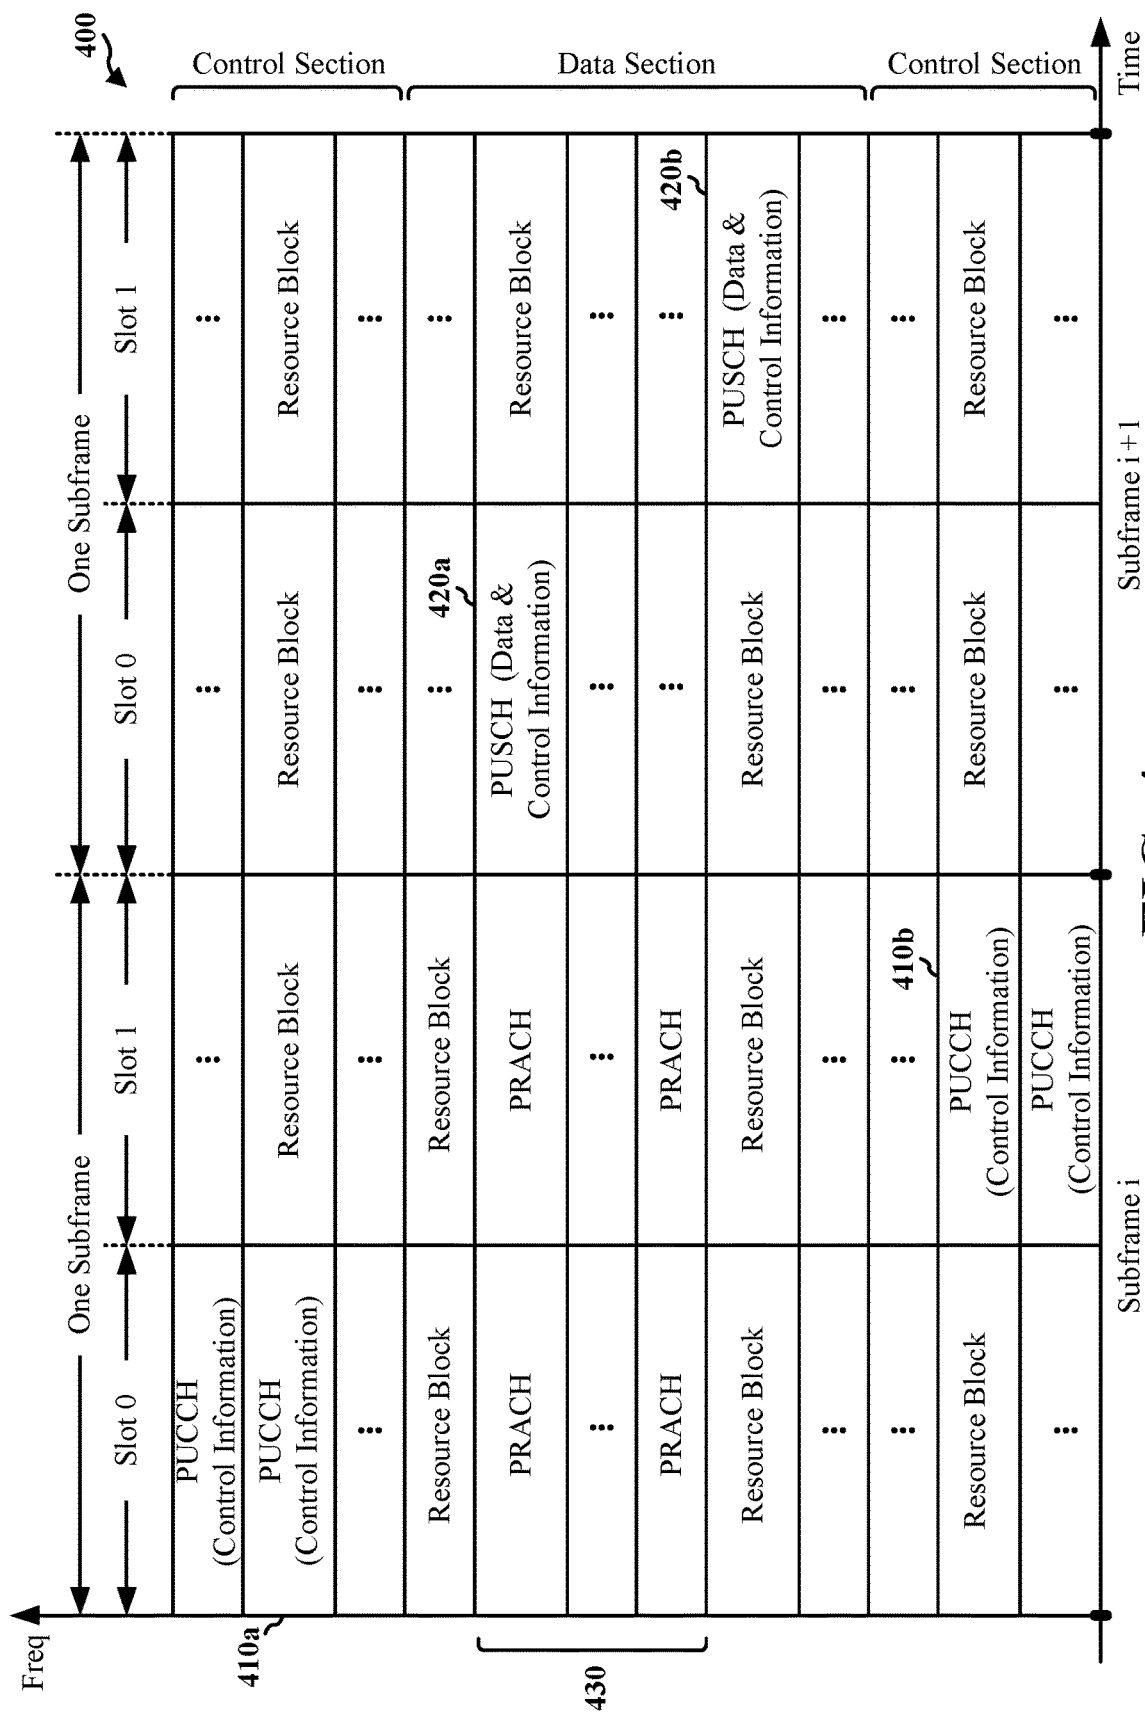 400
Freq
One Subframe
One Subframe
Slot 0
Slot 1
Slot 0
Slot 1
PUCCH
(Control Information)
...
...
...
410a
PUCCH
(Control Information)
Resource Block
Resource Block
Resource Block
Control Section
...
...
...
...
Resource Block
Resource Block
...
420a
...
430
PRACH
PRACH
PUSCH (Data &
Control Information)
Resource Block
Data Section
...
...
...
...
PRACH
PRACH
...
...
420b
Resource Block
Resource Block
Resource Block
PUSCH (Data &
Control Information)
...
...
...
...
...
...
410b
...
...
Resource Block
PUCCH
(Control Information)
Resource Block
Resource Block
Control Section
...
PUCCH
(Control Information)
...
...
Subframe i
Subframe i+1
Time